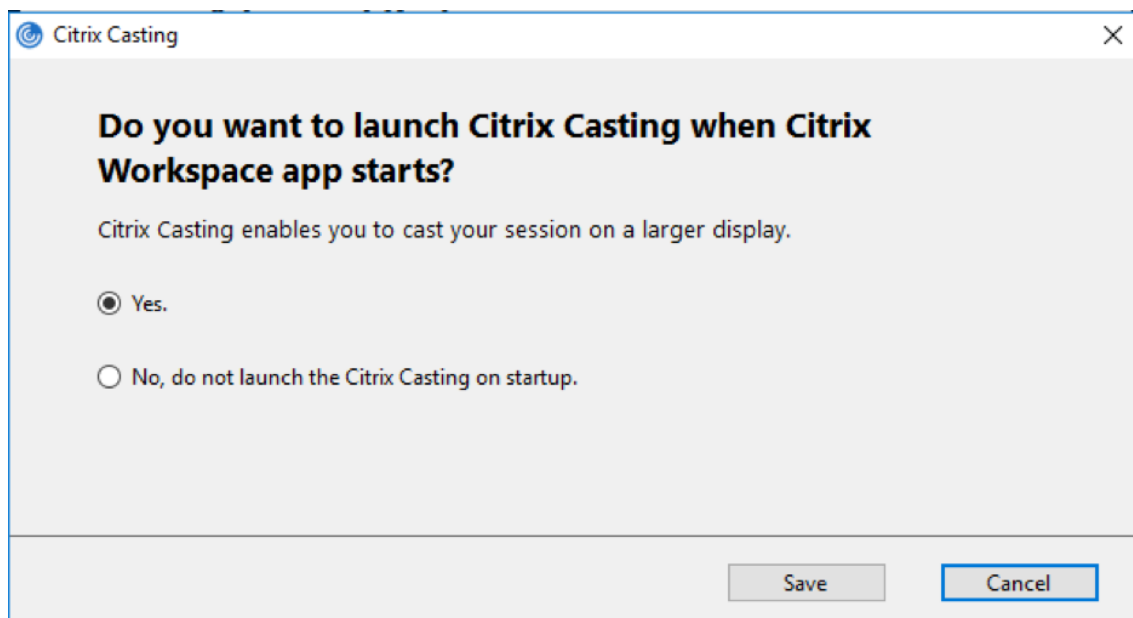 Citrix Casting
Do you want to launch Citrix Casting when Citrix
Workspace app starts?
Citrix Casting enables you to cast your session on a larger display.
Yes.
No, do not launch the Citrix Casting on startup.
Save
Cancel